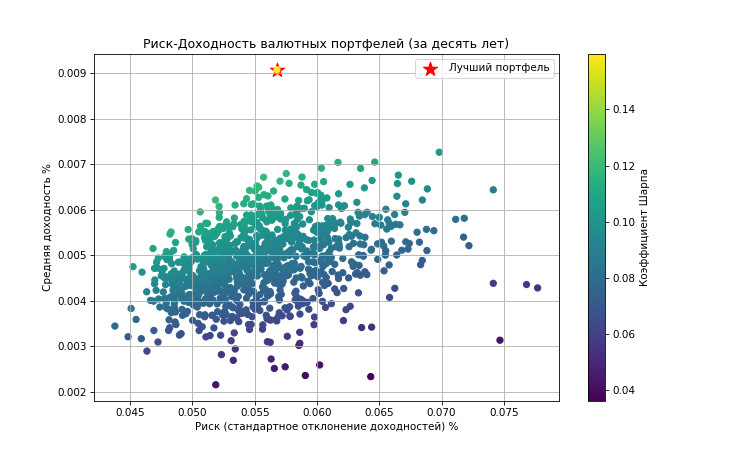 Риск-Доходность валютных портфелей (за десять лет)
Лучший портфель
0.009
0.008
0.007
0.006
0.005
0.004
0.003
0.002
Средняя доходность %
0.045 0.050 0.055 0.060 0.065 0.070 0.075
Риск (стандартное отклонение доходностей) %
0.14
0.12
0.10
0.08
0.06
0.04
Коэффициент Шарпа